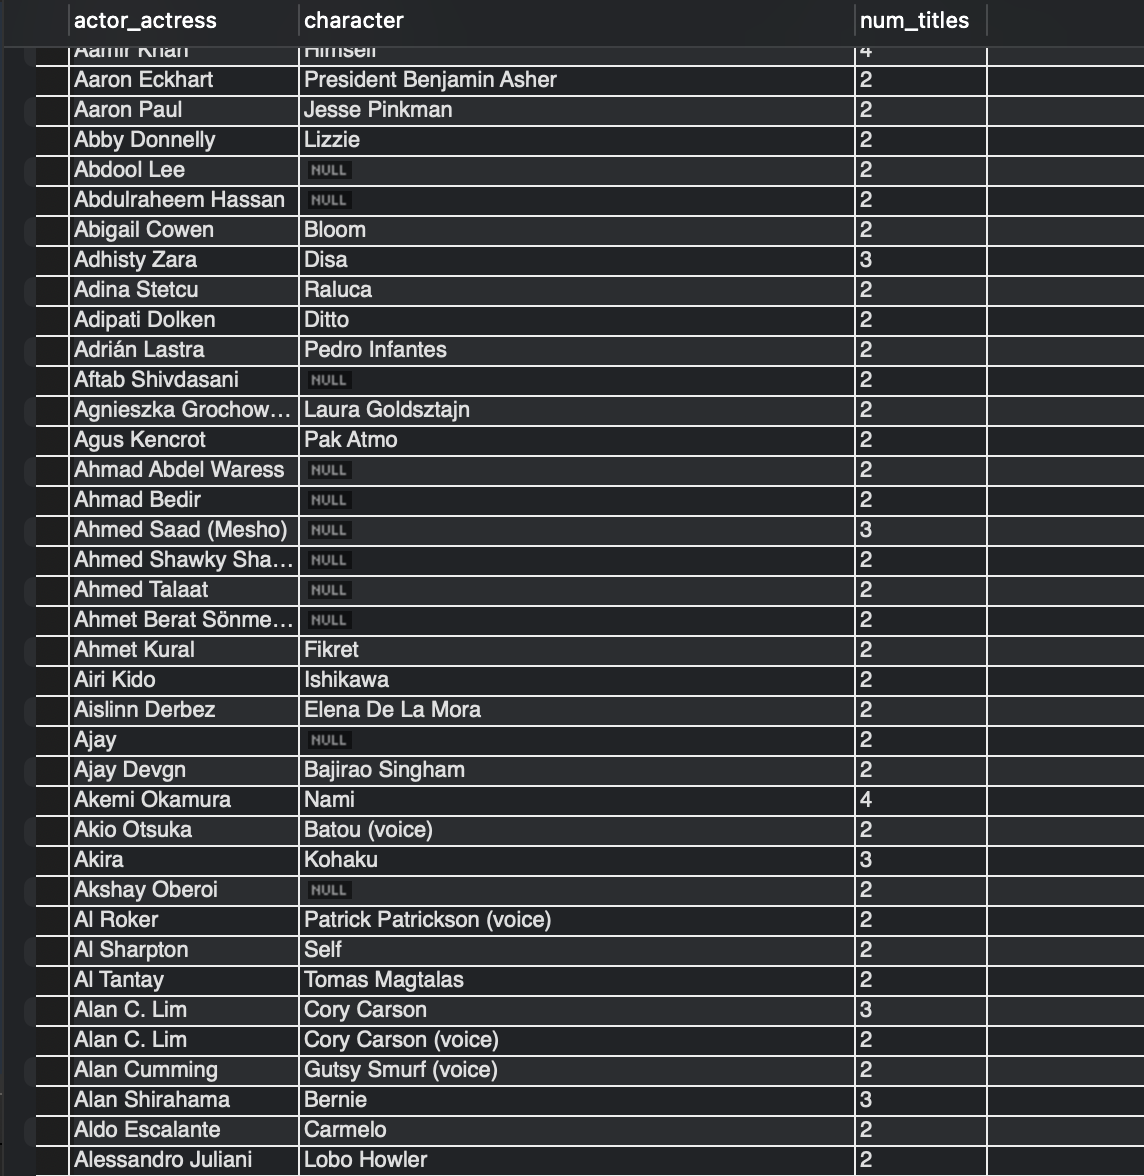 actor_actress character num_titles
Aamir Khan Himself 4
Aaron Eckhart President Benjamin Asher 2
Aaron Paul Jesse Pinkman 2
Abby Donnelly Lizzie 2
Abdool Lee NULL 2
Abdulraheem Hassan NULL 2
Abigail Cowen Bloom 2
Adhisty Zara Disa 3
Adina Stetcu Raluca 2
Adipati Dolken Ditto 2
Adrián Lastra Pedro Infantes 2
Aftab Shivdasani NULL 2
Agnieszka Grochow... Laura Goldsztajn 2
Agus Kencrot Pak Atmo 2
Ahmad Abdel Waress NULL 2
Ahmad Bedir NULL 2
Ahmed Saad (Mesho) NULL 3
Ahmed Shawky Sha... NULL 2
Ahmed Talaat NULL 2
Ahmet Berat Sönme... NULL 2
Ahmet Kural Fikret 2
Airi Kido Ishikawa 2
Aislinn Derbez Elena De La Mora 2
Ajay NULL 2
Ajay Devgn Bajirao Singham 2
Akemi Okamura Nami 4
Akio Otsuka Batou (voice) 2
Akira Kohaku 3
Akshay Oberoi NULL 2
Al Roker Patrick Patrickson (voice) 2
Al Sharpton Self 2
Al Tantay Tomas Magtalas 2
Alan C. Lim Cory Carson 3
Alan C. Lim Cory Carson (voice) 2
Alan Cumming Gutsy Smurf (voice) 2
Alan Shirahama Bernie 3
Aldo Escalante Carmelo 2
Alessandro Juliani Lobo Howler 2